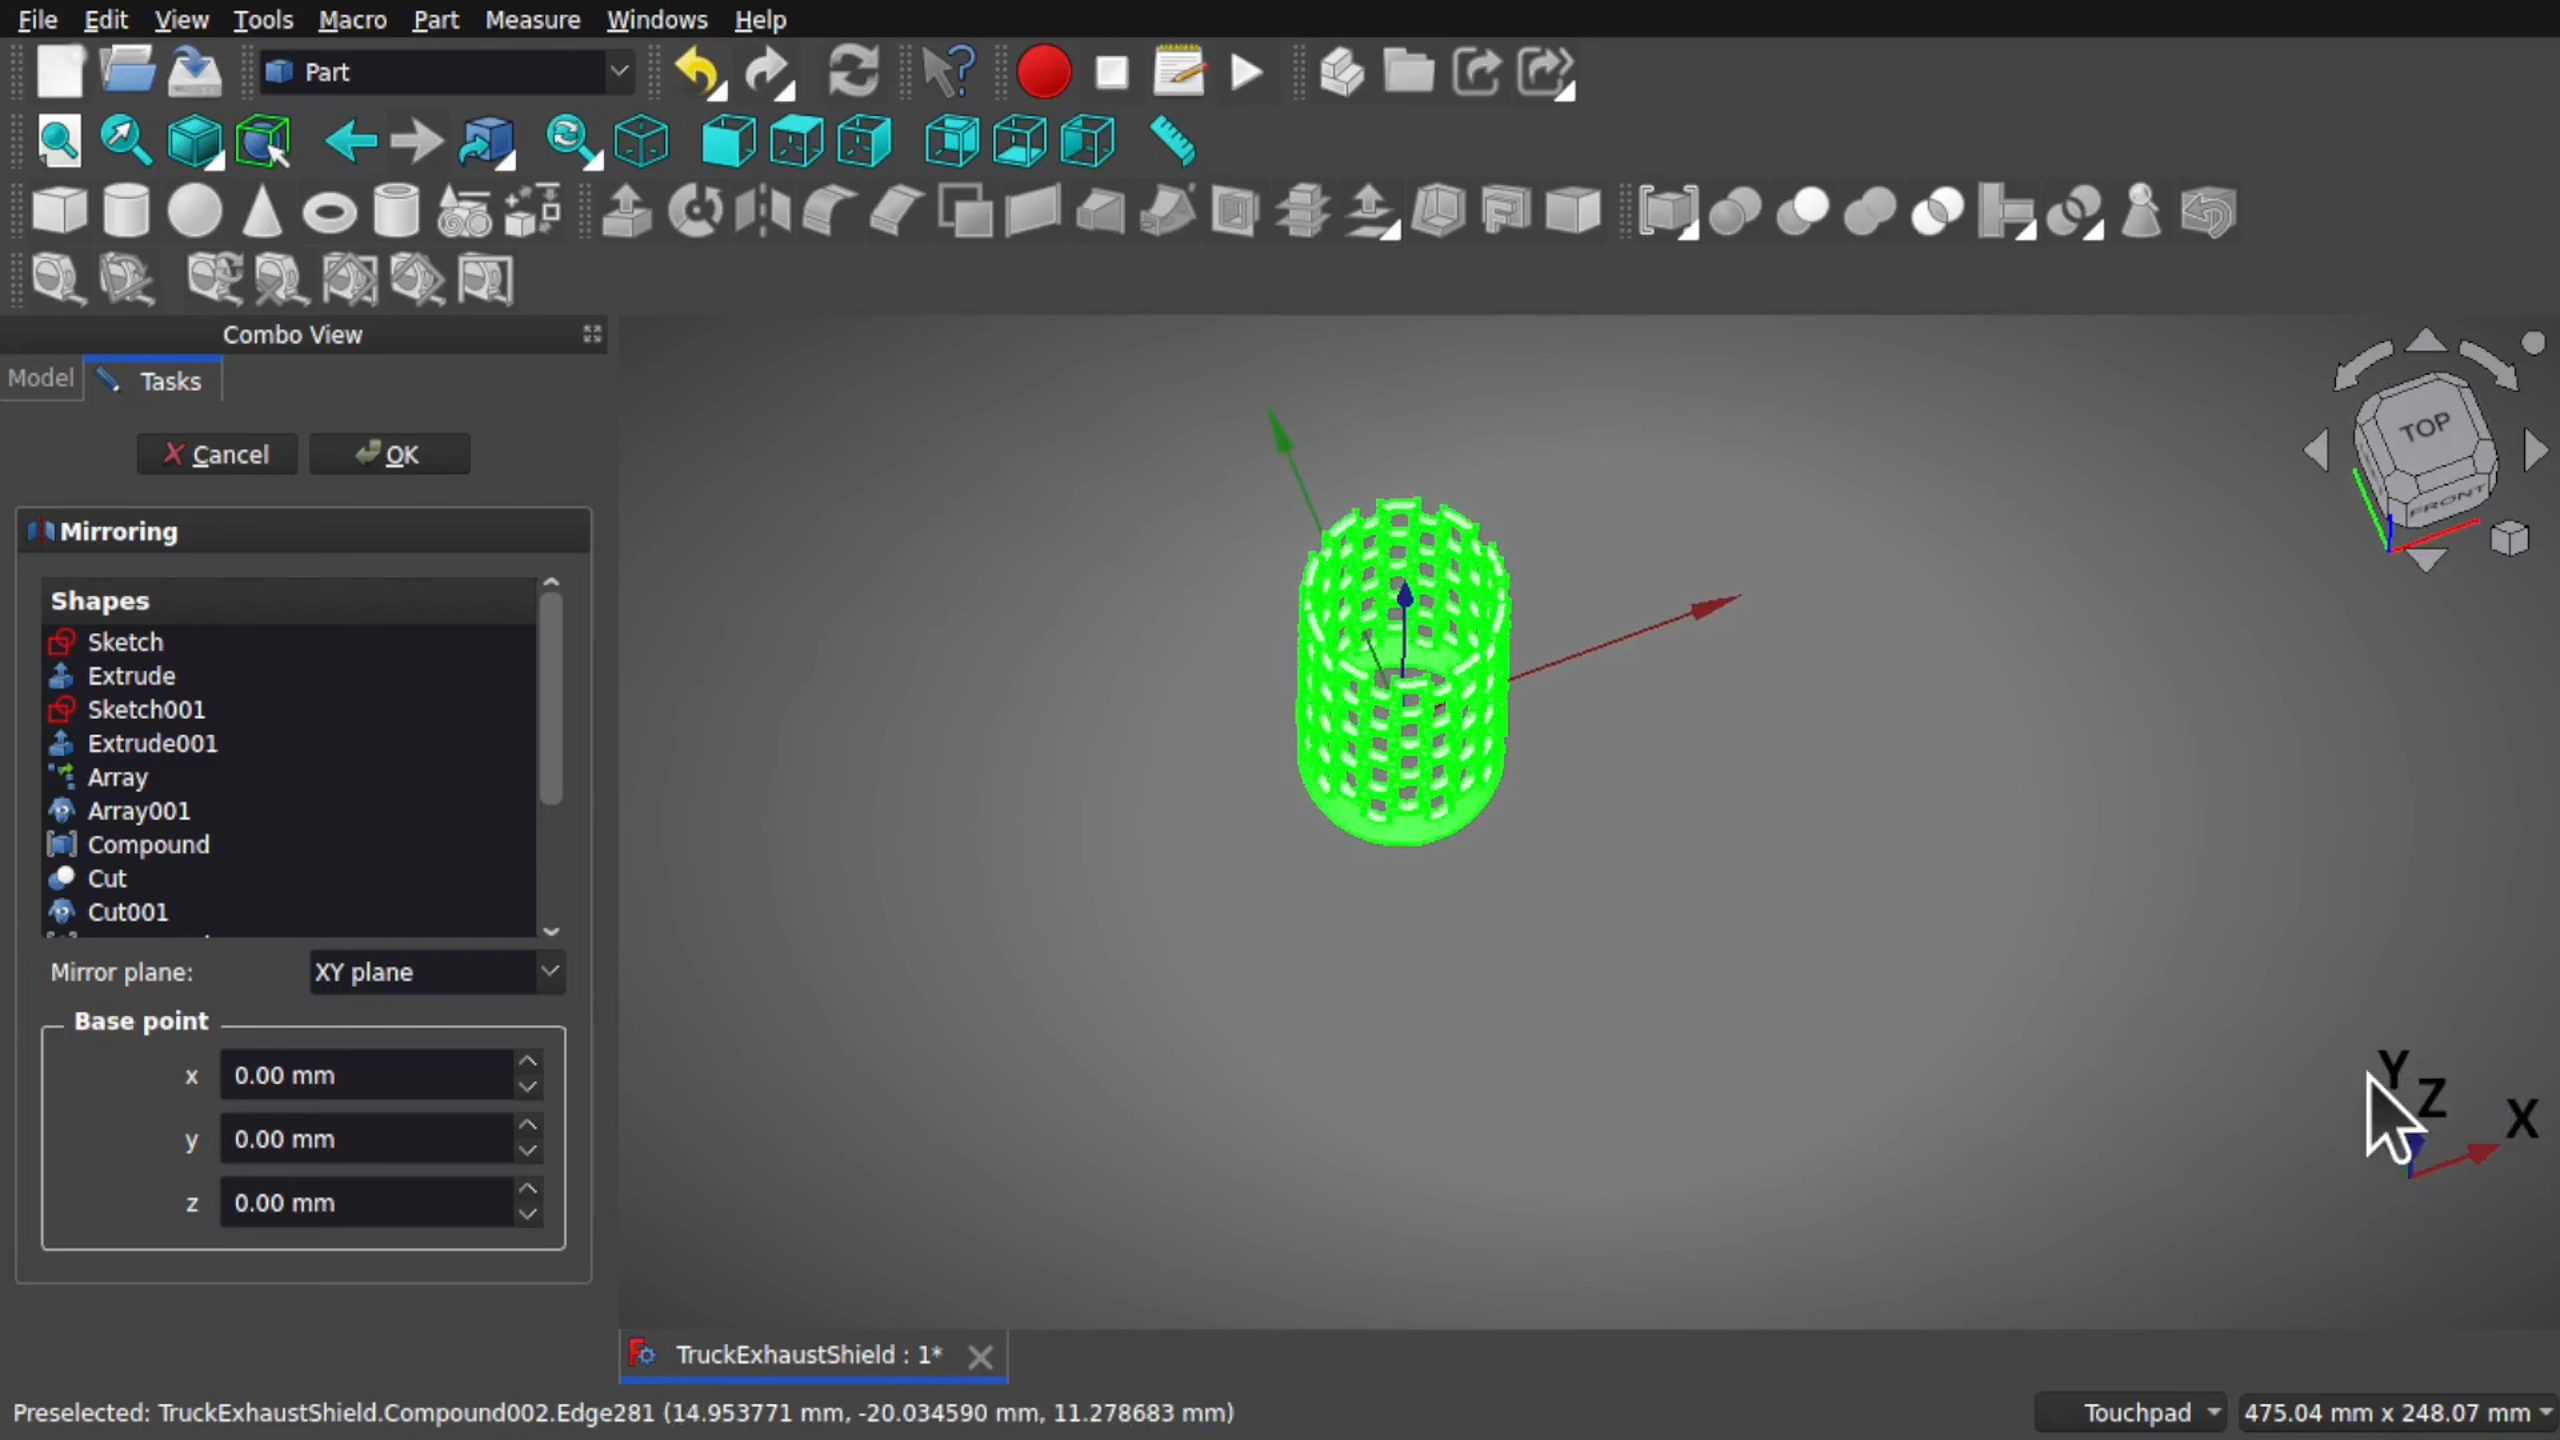 File Edit View Tools Macro Part Measure Windows Help
Part
Combo View
Model Tasks
Cancel OK
Mirroring
Shapes
Sketch
Extrude
Sketch001
Extrude001
Array
Array001
Compound
Cut
Cut001
Mirror plane: XY plane
Base point
x 0.00 mm
y 0.00 mm
z 0.00 mm
TOP
FRONT
Y
Z
X
TruckExhaustShield : 1*
Preselected: TruckExhaustShield.Compound002.Edge281 (14.953771 mm, -20.034590 mm, 11.278683 mm)
Touchpad 475.04 mm x 248.07 mm